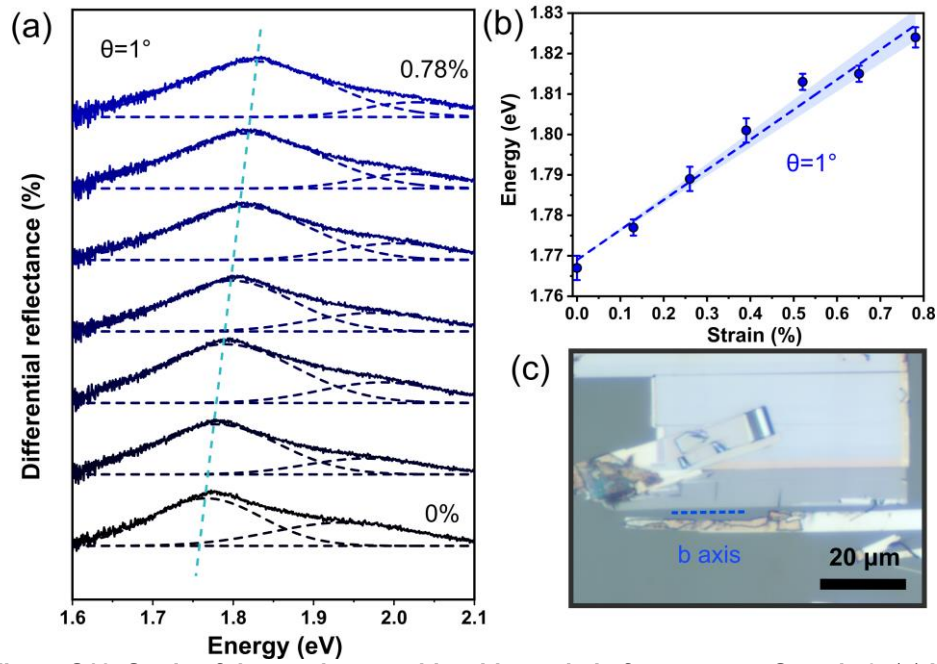 (a)
θ=1°
0.78%
0%
Differential reflectance (%)
1.6 1.7 1.8 1.9 2.0 2.1
Energy (eV)
(b)
1.83
1.82
1.81
1.80
1.79
1.78
1.77
1.76
Energy (eV)
θ=1°
0.0 0.1 0.2 0.3 0.4 0.5 0.6 0.7 0.8
Strain (%)
(c)
b axis
20 µm